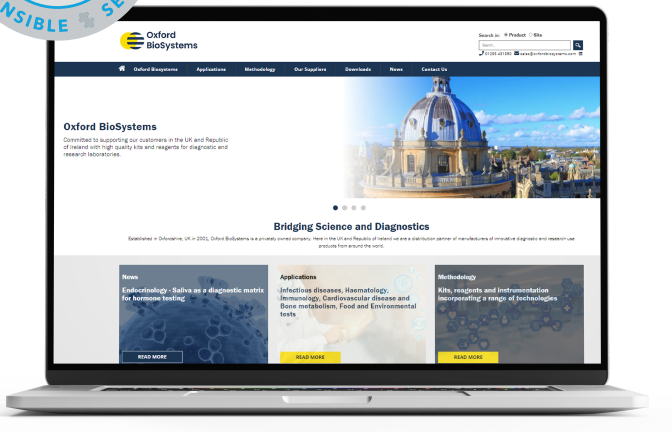 NSIBLE
SE
Oxford
BioSystems
Search in: Product Site
Search...
sales@oxfordbiosystems.com
Oxford Biosystems Applications Methodology Our Suppliers Downloads News Contact Us
Oxford BioSystems
Committed to supporting our customers in the UK and Republic
of Ireland with high quality kits and reagents for diagnostic and
research laboratories.
Bridging Science and Diagnostics
Established in Oxfordshire, UK in 2001, Oxford BioSystems is a privately owned company. Here in the UK and Republic of Ireland we are a distribution partner of manufacturers of innovative diagnostic and research use
products from around the world.
News
Endocrinology - Saliva as a diagnostic matrix
for hormone testing
READ MORE
Applications
Infectious diseases, Haematology,
Immunology, Cardiovascular disease and
Bone metabolism, Food and Environmental
tests
READ MORE
Methodology
Kits, reagents and instrumentation
incorporating a range of technologies
READ MORE